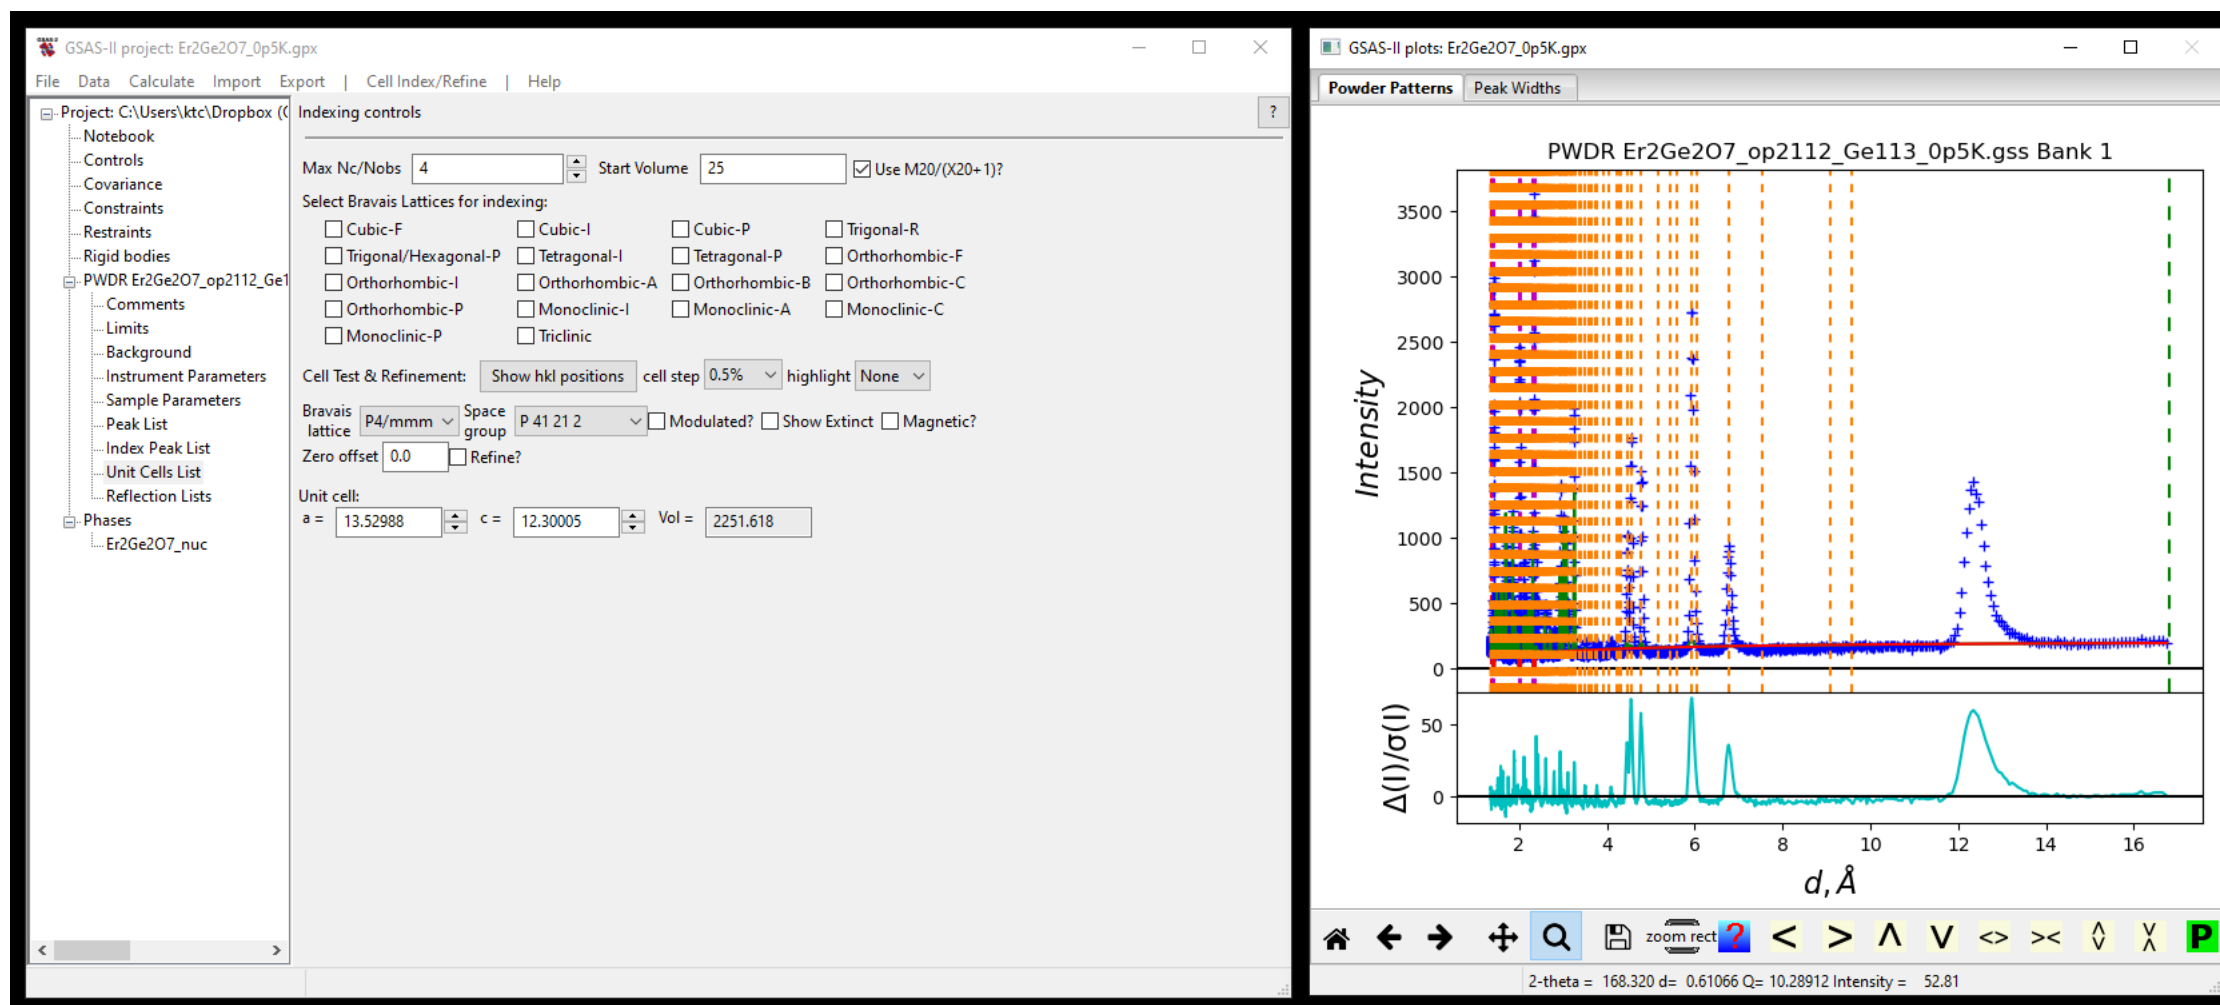 GSAS-II project: Er2Ge2O7_0p5K.gpx
File Data Calculate Import Export | Cell Index/Refine | Help
Project: C:\Users\ktc\Dropbox (
Notebook
Controls
Covariance
Constraints
Restraints
Rigid bodies
PWDR Er2Ge2O7_op2112_Ge1
Comments
Limits
Background
Instrument Parameters
Sample Parameters
Peak List
Index Peak List
Unit Cells List
Reflection Lists
Phases
Er2Ge2O7_nuc
Indexing controls
?
Max Nc/Nobs 4 Start Volume 25 Use M20/(X20+1)?
Select Bravais Lattices for indexing:
Cubic-F Cubic-I Cubic-P Trigonal-R
Trigonal/Hexagonal-P Tetragonal-I Tetragonal-P Orthorhombic-F
Orthorhombic-I Orthorhombic-A Orthorhombic-B Orthorhombic-C
Orthorhombic-P Monoclinic-I Monoclinic-A Monoclinic-C
Monoclinic-P Triclinic
Cell Test & Refinement: Show hkl positions cell step 0.5% highlight None
Bravais lattice P4/mmm Space group P 41 21 2 Modulated? Show Extinct Magnetic?
Zero offset 0.0 Refine?
Unit cell:
a = 13.52988 c = 12.30005 Vol = 2251.618
GSAS-II plots: Er2Ge2O7_0p5K.gpx
Powder Patterns Peak Widths
PWDR Er2Ge2O7_op2112_Ge113_0p5K.gss Bank 1
Intensity
3500
3000
2500
2000
1500
1000
500
0
Δ(I)/σ(I)
50
0
2 4 6 8 10 12 14 16
d, Å
zoom rect ? < > Λ V <> >< P
2-theta = 168.320 d= 0.61066 Q= 10.28912 Intensity = 52.81